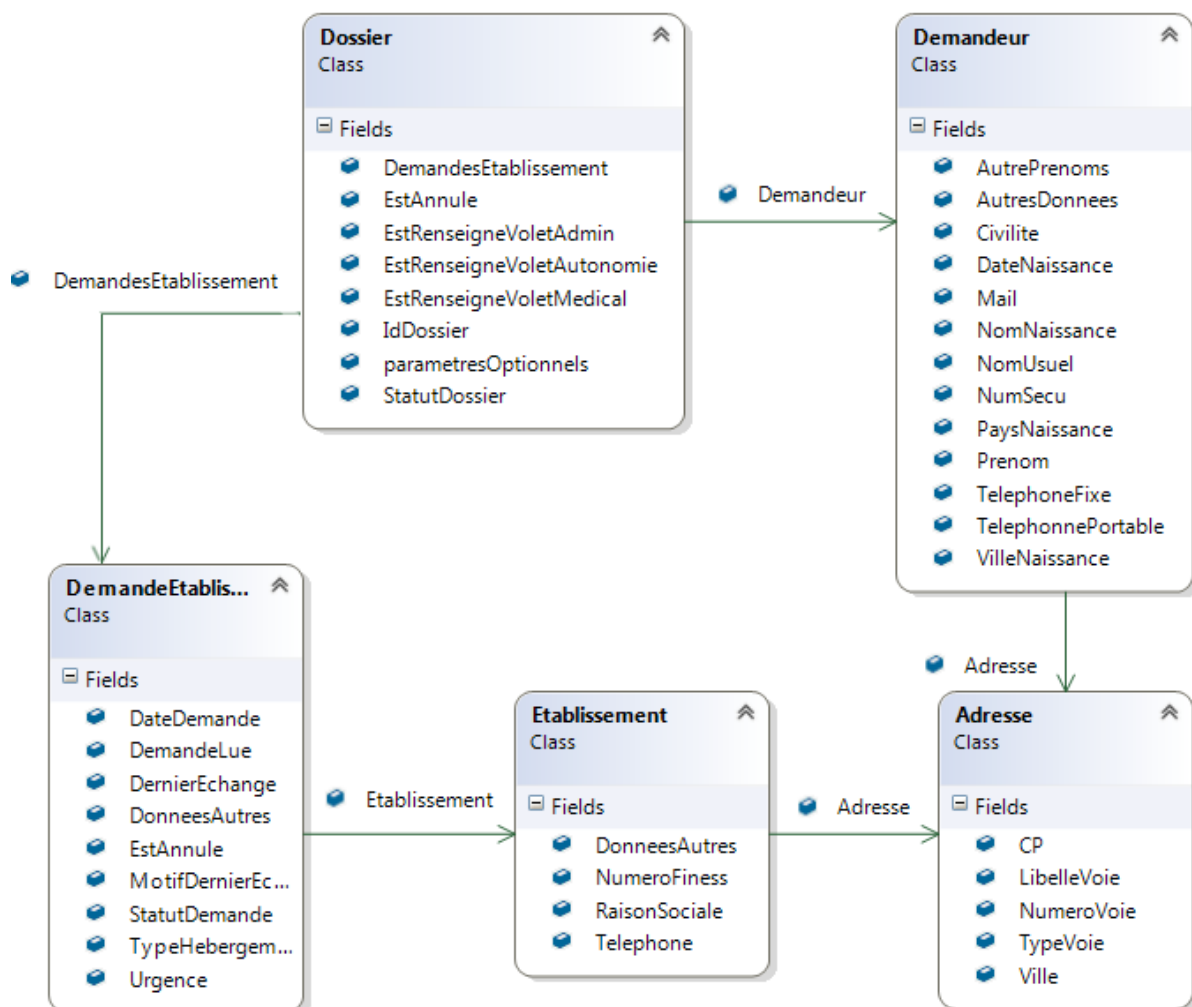 Dossier
Class
Fields
DemandesEtablissement
EstAnnule
EstRenseigneVoletAdmin
EstRenseigneVoletAutonomie
EstRenseigneVoletMedical
IdDossier
parametresOptionnels
StatutDossier
Demandeur
Demandeur
Class
Fields
AutrePrenoms
AutresDonnees
Civilite
DateNaissance
Mail
NomNaissance
NomUsuel
NumSecu
PaysNaissance
Prenom
TelephoneFixe
TelephonnePortable
VilleNaissance
DemandesEtablissement
DemandeEtablis...
Class
Fields
DateDemande
DemandeLue
DernierEchange
DonneesAutres
EstAnnule
MotifDernierEc...
StatutDemande
TypeHebergem...
Urgence
Etablissement
Etablissement
Class
Fields
DonneesAutres
NumeroFiness
RaisonSociale
Telephone
Adresse
Adresse
Adresse
Class
Fields
CP
LibelleVoie
NumeroVoie
TypeVoie
Ville